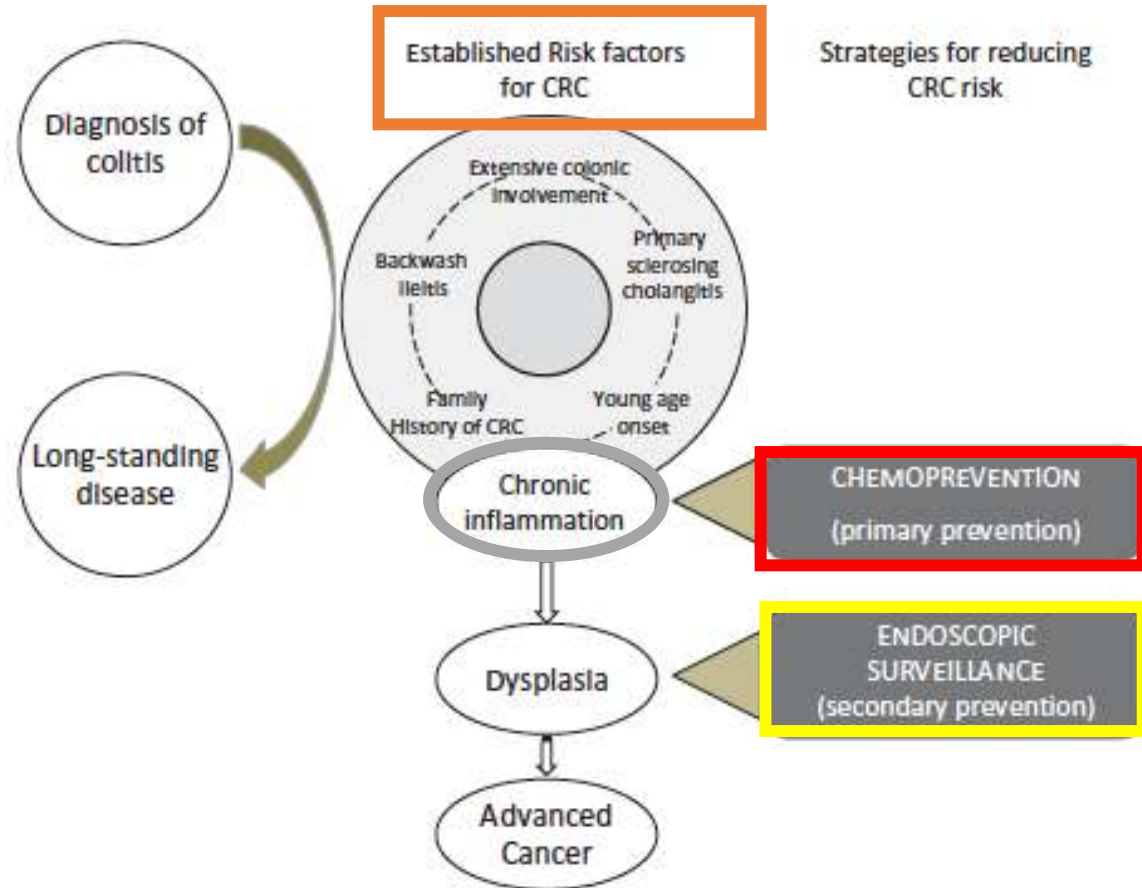 Established Risk factors
for CRC
Strategies for reducing
CRC risk
Diagnosis of
colitis
Extensive colonic
involvement
Primary
sclerosing
cholangitis
Backwash
ileitis
Family
History of CRC
Young age
onset
Long-standing
disease
Chronic
inflammation
CHEMOPREVENTION
(primary prevention)
Dysplasia
ENDOSCOPIC
SURVEILLANCE
(secondary prevention)
Advanced
Cancer